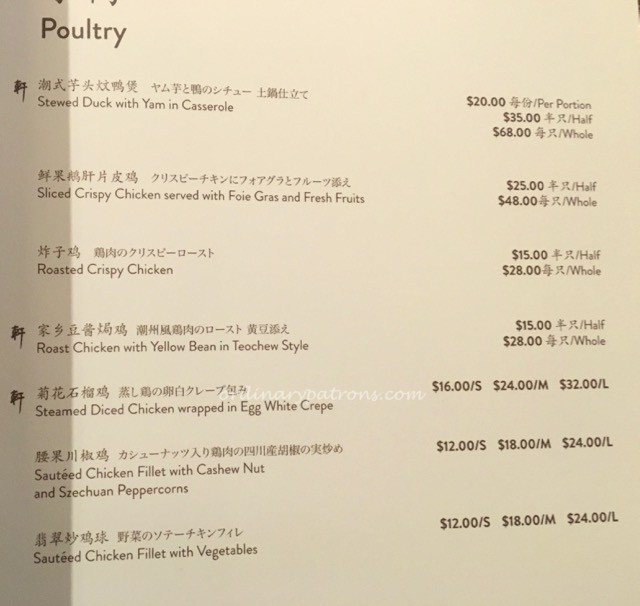 Poultry
軒 潮式芋头炆鸭煲 ヤム芋と鴨のシチュー 土鍋仕立て
Stewed Duck with Yam in Casserole
$20.00 每份/Per Portion
$35.00 半只/Half
$68.00 每只/Whole
鲜果鹅肝片皮鸡 クリスピーチキンにフォアグラとフルーツ添え
Sliced Crispy Chicken served with Foie Gras and Fresh Fruits
$25.00 半只/Half
$48.00每只/Whole
炸子鸡 鶏肉のクリスピーロースト
Roasted Crispy Chicken
$15.00 半只/Half
$28.00每只/Whole
軒 家乡豆酱焗鸡 潮州風鶏肉のロースト 黄豆添え
Roast Chicken with Yellow Bean in Teochew Style
$15.00 半只/Half
$28.00 每只/Whole
軒 菊花石榴鸡 蒸し鶏の卵白クレープ包み
Steamed Diced Chicken wrapped in Egg White Crepe
$16.00/S $24.00/M $32.00/L
ordinarypatrons.com
腰果川椒鸡 カシューナッツ入り鶏肉の四川産胡椒の実炒め
Sautéed Chicken Fillet with Cashew Nut
and Szechuan Peppercorns
$12.00/S $18.00/M $24.00/L
翡翠炒鸡球 野菜のソテーチキンフィレ
Sautéed Chicken Fillet with Vegetables
$12.00/S $18.00/M $24.00/L